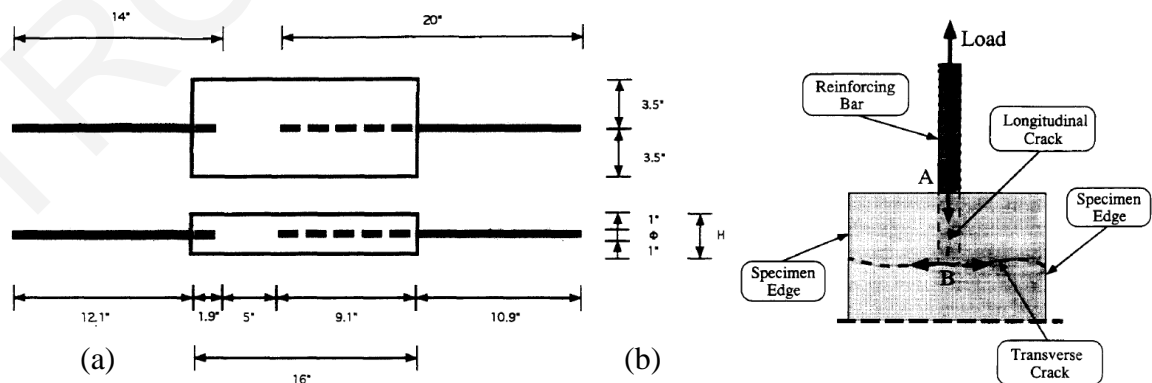 14"
20"
3.5"
3.5"
1"
Φ
1"
H
12.1"
1.9"
5"
9.1"
10.9"
16"
(a)
(b)
Load
Reinforcing
Bar
Longitudinal
Crack
A
Specimen
Edge
Specimen
Edge
B
Transverse
Crack